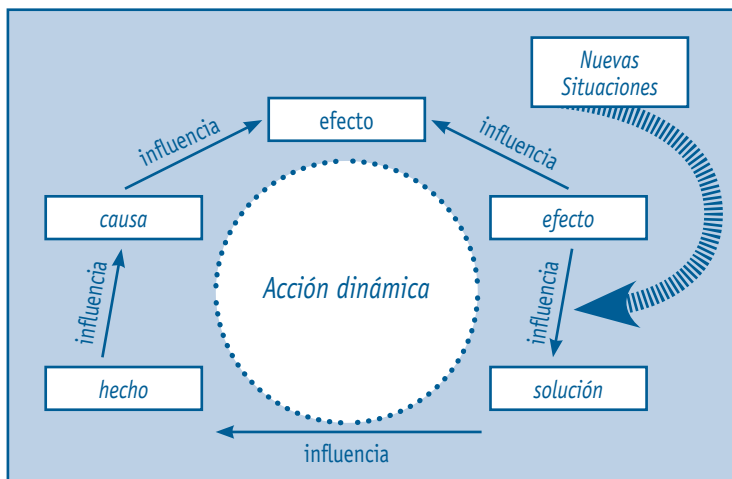 Nuevas
Situaciones
efecto
influencia
influencia
causa
efecto
Acción dinámica
influencia
influencia
hecho
solución
influencia